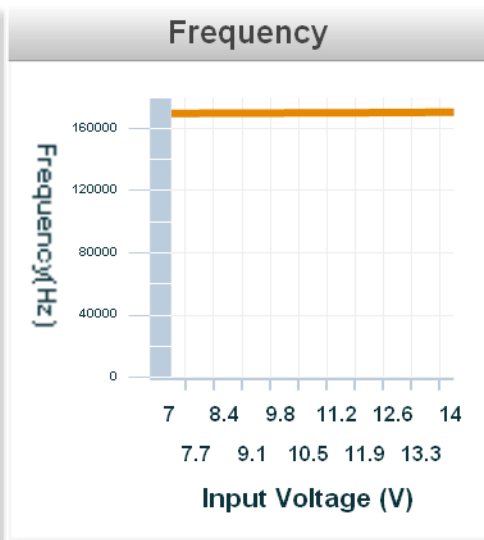 Frequency
Frequency(Hz)
160000
120000
80000
40000
0
7 8.4 9.8 11.2 12.6 14
7.7 9.1 10.5 11.9 13.3
Input Voltage (V)